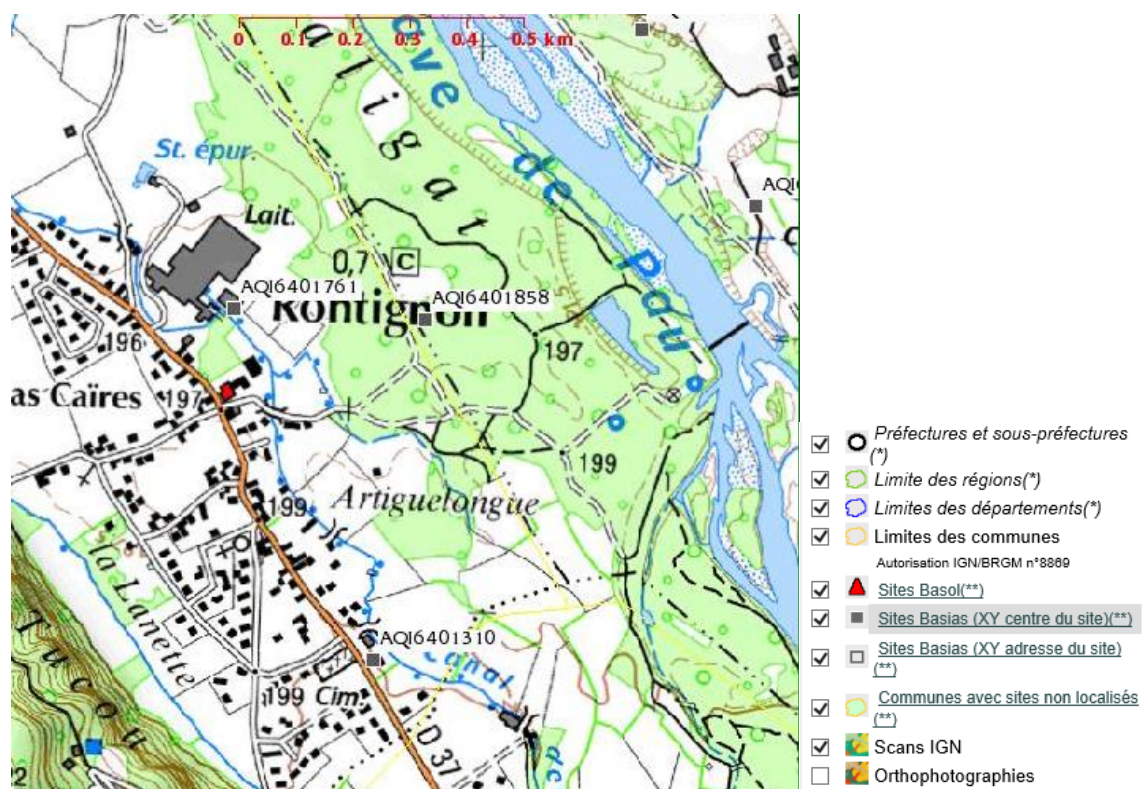 0 0.1 0.2 0.3 0.4 0.5 km
de Pau
St. épur.
Lait.
0,7 C
AQI6401761
AQI6401858
Rontignon
196
197
as Caïres 197
199
Artiguelongue
199
la Lanette
AQI6401310
Canal
199 Cim.
D 37
Tucou
Préfectures et sous-préfectures
(*)
Limite des régions(*)
Limites des départements(*)
Limites des communes
Autorisation IGN/BRGM n°8869
Sites Basol(**)
Sites Basias (XY centre du site)(**)
Sites Basias (XY adresse du site)
(**)
Communes avec sites non localisés
(**)
Scans IGN
Orthophotographies